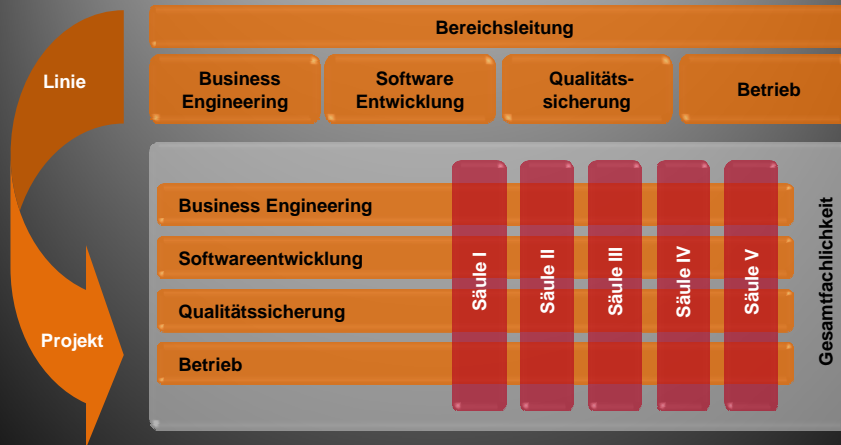 Bereichsleitung
Linie
Business
Engineering
Software
Entwicklung
Qualitäts-
sicherung
Betrieb
Business Engineering
Softwareentwicklung
Qualitätssicherung
Betrieb
Säule I
Säule II
Säule III
Säule IV
Säule V
Gesamtfachlichkeit
Projekt